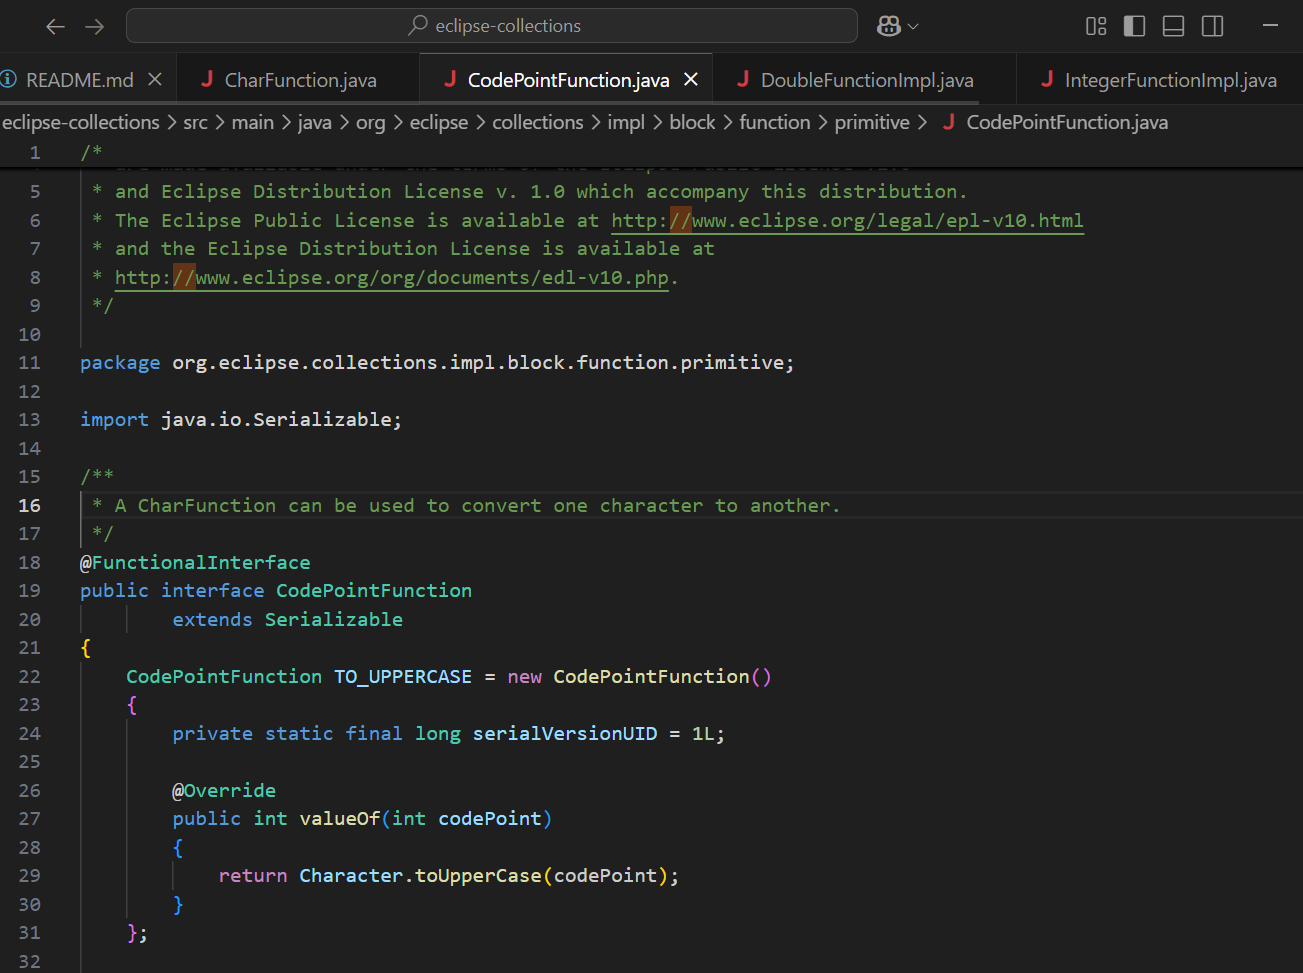 eclipse-collections
README.md
CharFunction.java
CodePointFunction.java
DoubleFunctionImpl.java
IntegerFunctionImpl.java
eclipse-collections > src > main > java > org > eclipse > collections > impl > block > function > primitive > J CodePointFunction.java
1 /*
5 * and Eclipse Distribution License v. 1.0 which accompany this distribution.
6 * The Eclipse Public License is available at http://www.eclipse.org/legal/epl-v10.html
7 * and the Eclipse Distribution License is available at
8 * http://www.eclipse.org/org/documents/edl-v10.php.
9 */
10
11 package org.eclipse.collections.impl.block.function.primitive;
12
13 import java.io.Serializable;
14
15 /**
16 * A CharFunction can be used to convert one character to another.
17 */
18 @FunctionalInterface
19 public interface CodePointFunction
20 extends Serializable
21 {
22 CodePointFunction TO_UPPERCASE = new CodePointFunction()
23 {
24 private static final long serialVersionUID = 1L;
25
26 @Override
27 public int valueOf(int codePoint)
28 {
29 return Character.toUpperCase(codePoint);
30 }
31 };
32